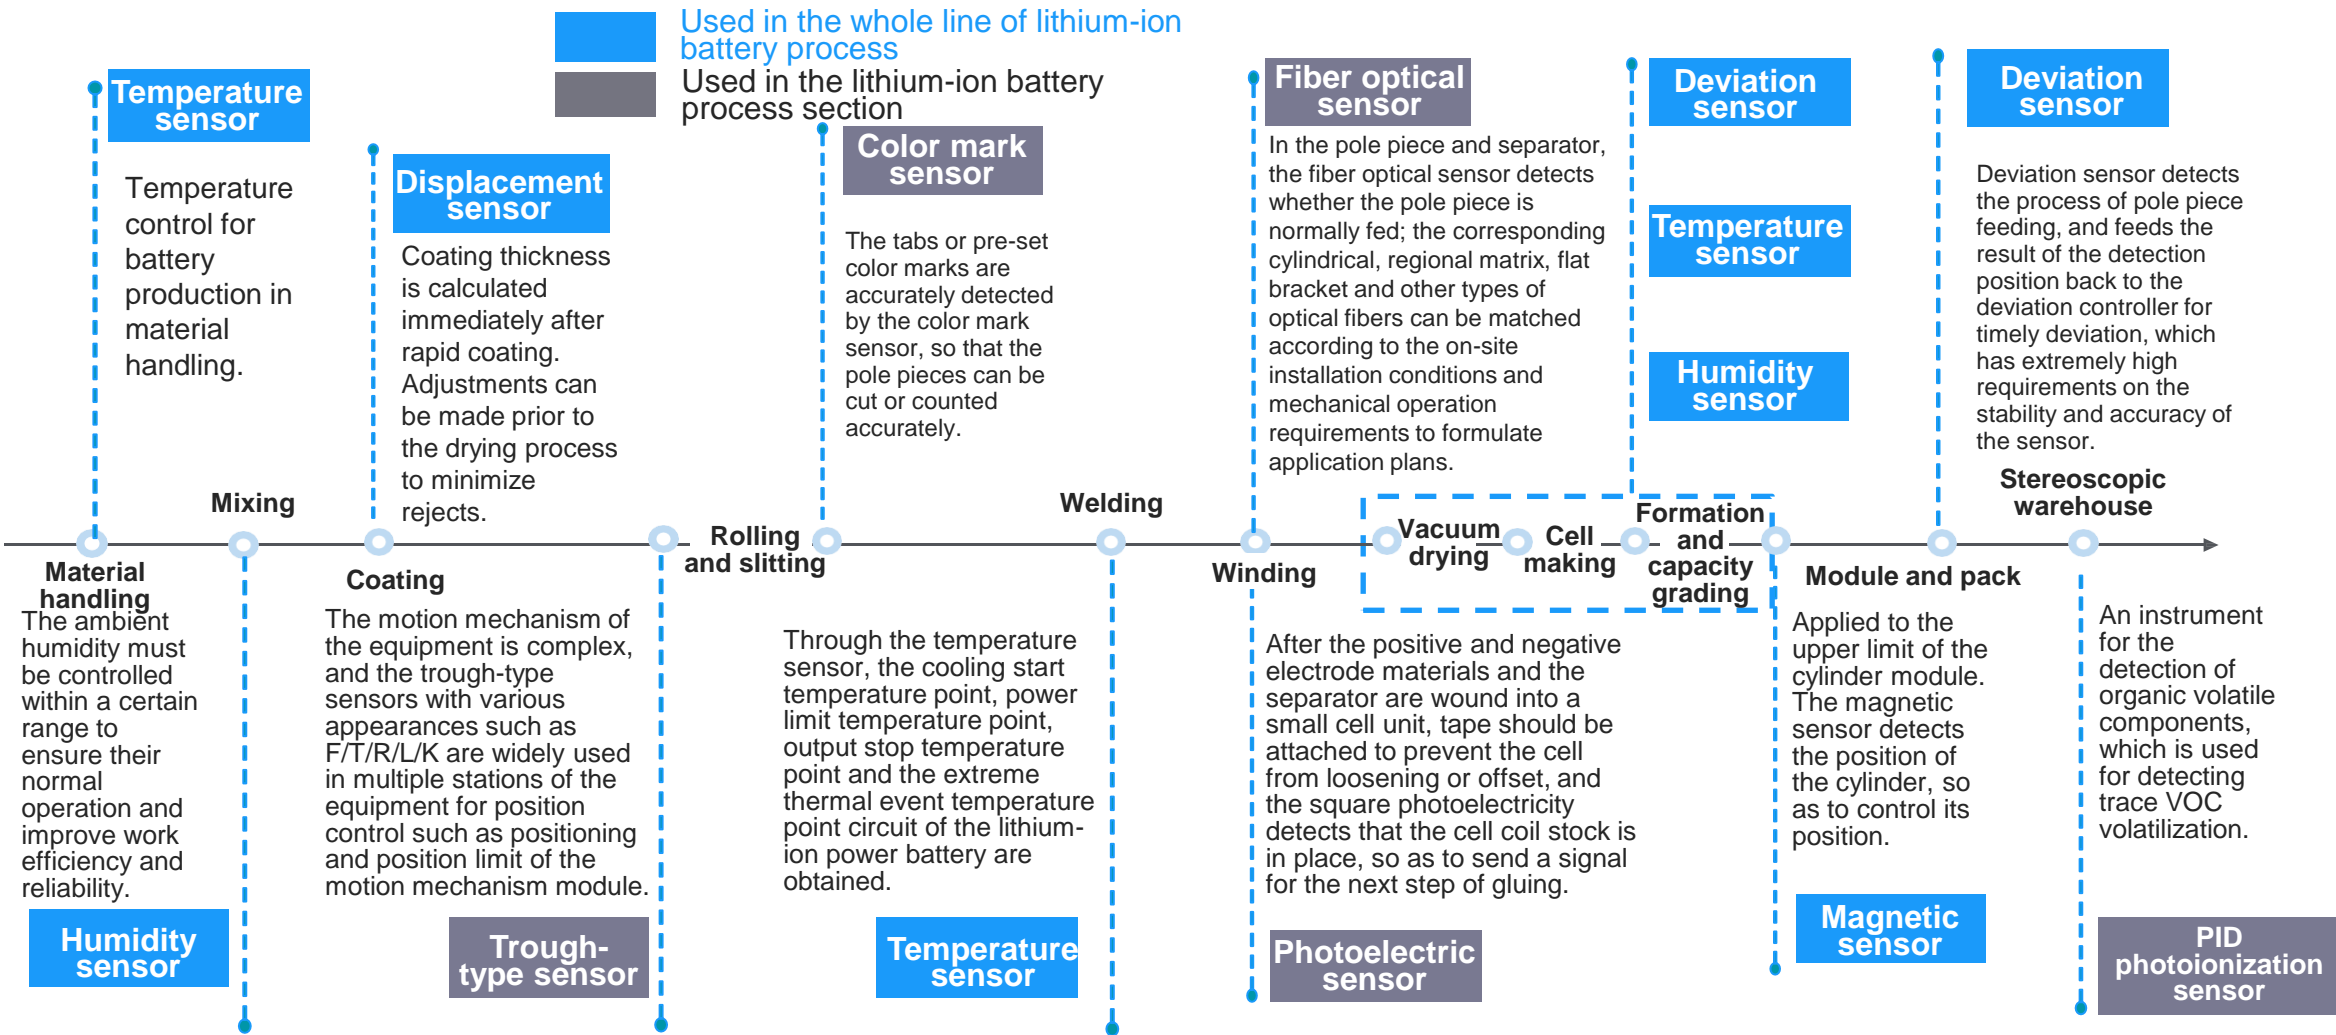 Used in the whole line of lithium-ion
battery process
Used in the lithium-ion battery
process section
Temperature
sensor
Temperature
control for
battery
production in
material
handling.
Displacement
sensor
Coating thickness
is calculated
immediately after
rapid coating.
Adjustments can
be made prior to
the drying process
to minimize
rejects.
Color mark
sensor
The tabs or pre-set
color marks are
accurately detected
by the color mark
sensor, so that the
pole pieces can be
cut or counted
accurately.
Fiber optical
sensor
In the pole piece and separator,
the fiber optical sensor detects
whether the pole piece is
normally fed; the corresponding
cylindrical, regional matrix, flat
bracket and other types of
optical fibers can be matched
according to the on-site
installation conditions and
mechanical operation
requirements to formulate
application plans.
Deviation
sensor
Temperature
sensor
Humidity
sensor
Deviation
sensor
Deviation sensor detects
the process of pole piece
feeding, and feeds the
result of the detection
position back to the
deviation controller for
timely deviation, which
has extremely high
requirements on the
stability and accuracy of
the sensor.
Material
handling
Mixing
Coating
Rolling
and slitting
Welding
Winding
Vacuum
drying
Cell
making
Formation
and
capacity
grading
Module and pack
Stereoscopic
warehouse
The ambient
humidity must
be controlled
within a certain
range to
ensure their
normal
operation and
improve work
efficiency and
reliability.
Humidity
sensor
The motion mechanism of
the equipment is complex,
and the trough-type
sensors with various
appearances such as
F/T/R/L/K are widely used
in multiple stations of the
equipment for position
control such as positioning
and position limit of the
motion mechanism module.
Trough-
type sensor
Through the temperature
sensor, the cooling start
temperature point, power
limit temperature point,
output stop temperature
point and the extreme
thermal event temperature
point circuit of the lithium-
ion power battery are
obtained.
Temperature
sensor
After the positive and negative
electrode materials and the
separator are wound into a
small cell unit, tape should be
attached to prevent the cell
from loosening or offset, and
the square photoelectricity
detects that the cell coil stock is
in place, so as to send a signal
for the next step of gluing.
Photoelectric
sensor
Applied to the
upper limit of the
cylinder module.
The magnetic
sensor detects
the position of
the cylinder, so
as to control its
position.
Magnetic
sensor
An instrument
for the
detection of
organic volatile
components,
which is used
for detecting
trace VOC
volatilization.
PID
photoionization
sensor